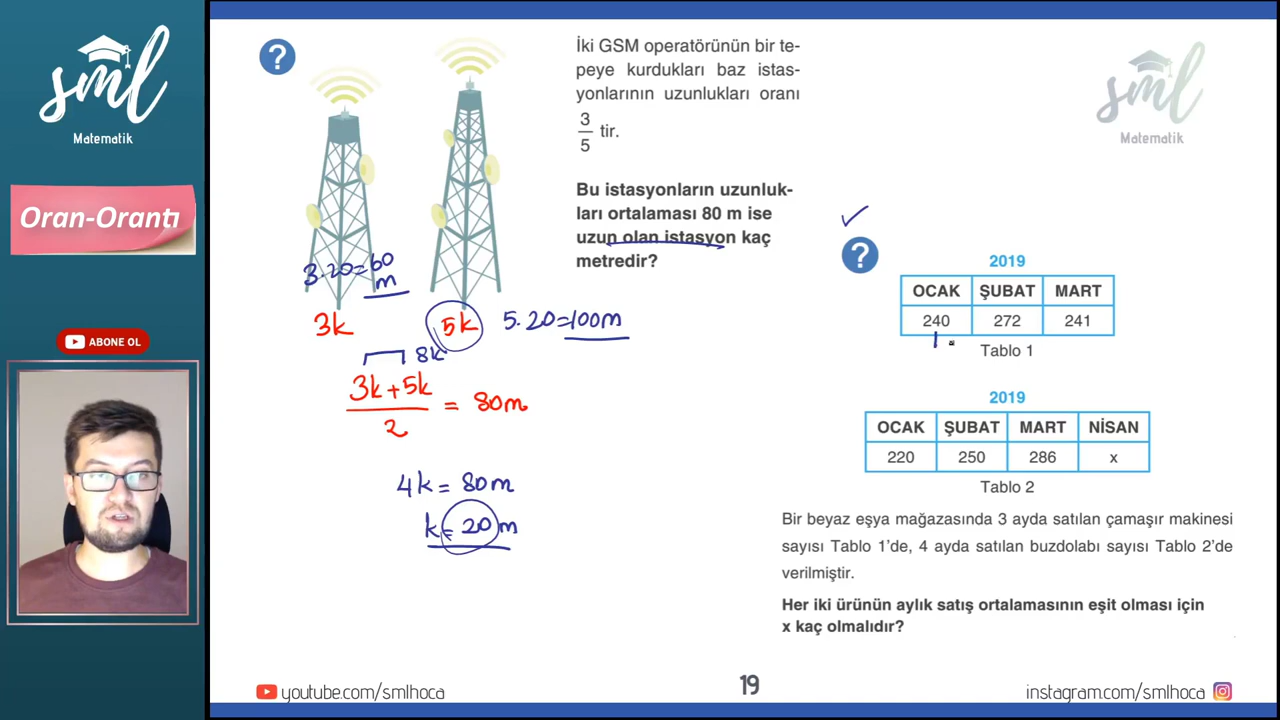 sml
Matematik
Oran-Orantı
ABONE OL
?
İki GSM operatörünün bir te-
peye kurdukları baz istas-
yonlarının uzunlukları oranı
3
5
tir.
Bu istasyonların uzunluk-
ları ortalaması 80 m ise
uzun olan istasyon kaç
metredir?
3.20=60
m
3k
5k
5.20=100m
8k
3k+5k
2
= 80m
4k = 80m
k = 20 m
sml
Matematik
?
2019
OCAK ŞUBAT MART
240 272 241
Tablo 1
2019
OCAK ŞUBAT MART NİSAN
220 250 286 x
Tablo 2
Bir beyaz eşya mağazasında 3 ayda satılan çamaşır makinesi
sayısı Tablo 1'de, 4 ayda satılan buzdolabı sayısı Tablo 2'de
verilmiştir.
Her iki ürünün aylık satış ortalamasının eşit olması için
x kaç olmalıdır?
youtube.com/smlhoca
19
instagram.com/smlhoca